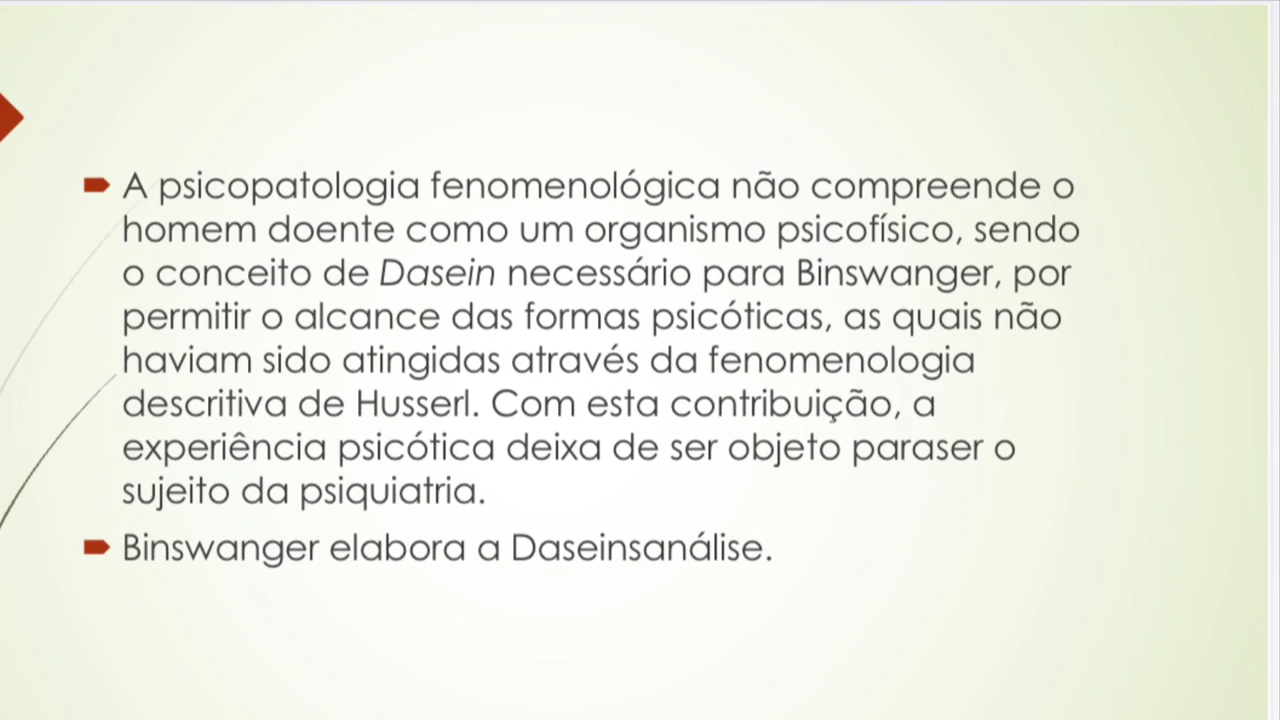 A psicopatologia fenomenológica não compreende o
homem doente como um organismo psicofísico, sendo
o conceito de Dasein necessário para Binswanger, por
permitir o alcance das formas psicóticas, as quais não
haviam sido atingidas através da fenomenologia
descritiva de Husserl. Com esta contribuição, a
experiência psicótica deixa de ser objeto paraser o
sujeito da psiquiatria.
Binswanger elabora a Daseinsanálise.